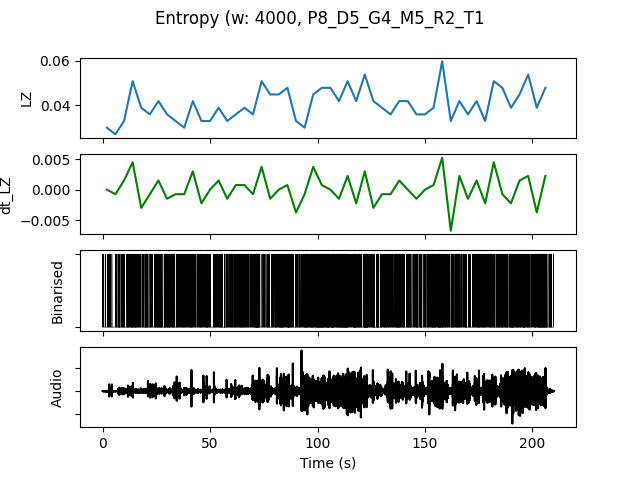 Entropy (w: 4000, P8_D5_G4_M5_R2_T1
LZ
0.06
0.04
dt_LZ
0.005
0.000
−0.005
Binarised
Audio
0
50
100
150
200
Time (s)